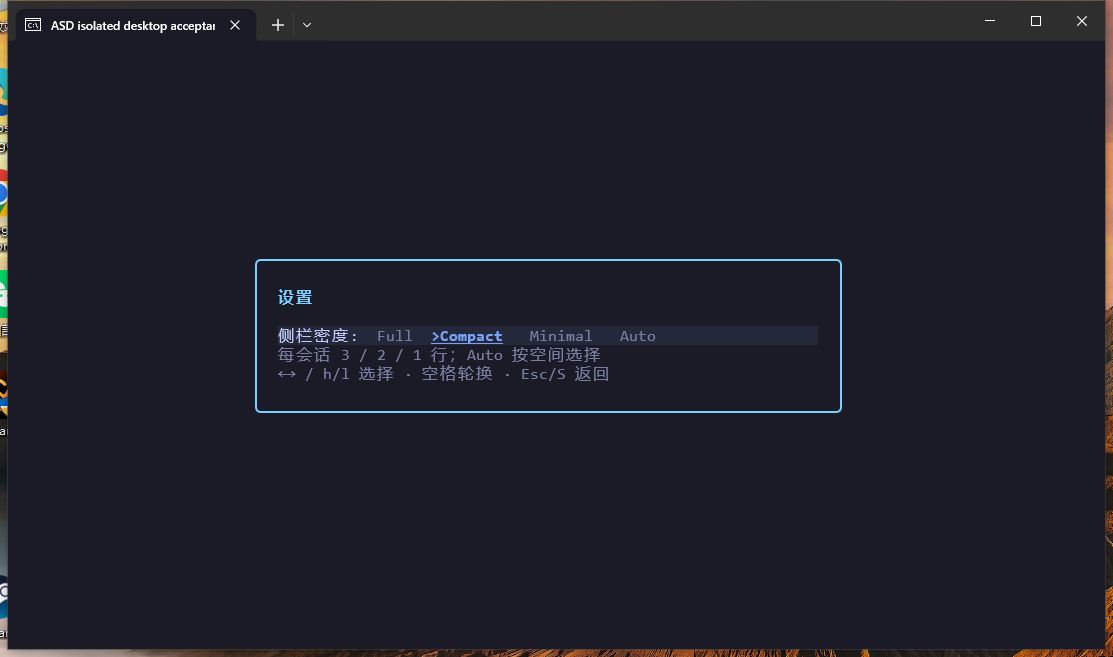 ASD isolated desktop acceptar
设置
侧栏密度: Full >Compact Minimal Auto
每会话 3 / 2 / 1 行; Auto 按空间选择
↔ / h/l 选择 · 空格轮换 · Esc/S 返回